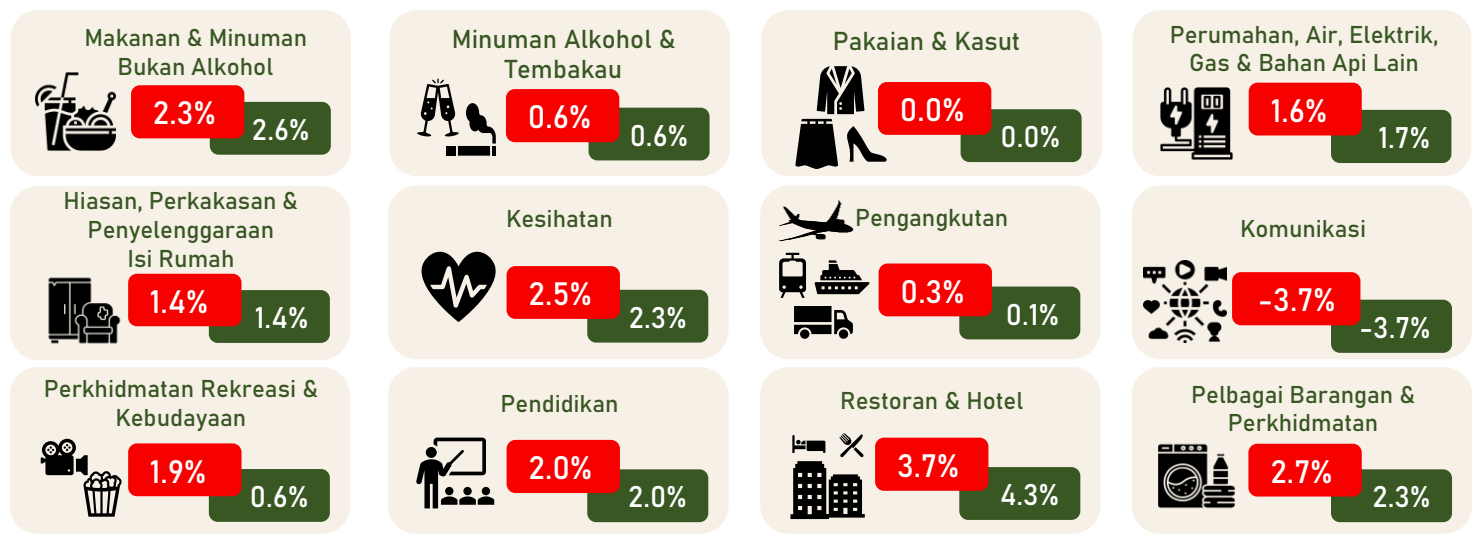 Makanan & Minuman
Bukan Alkohol
2.3%
2.6%
Minuman Alkohol &
Tembakau
0.6%
0.6%
Pakaian & Kasut
0.0%
0.0%
Perumahan, Air, Elektrik,
Gas & Bahan Api Lain
1.6%
1.7%
Hiasan, Perkakasan &
Penyelenggaraan
Isi Rumah
1.4%
1.4%
Kesihatan
2.5%
2.3%
Pengangkutan
0.3%
0.1%
Komunikasi
-3.7%
-3.7%
Perkhidmatan Rekreasi &
Kebudayaan
1.9%
0.6%
Pendidikan
2.0%
2.0%
Restoran & Hotel
3.7%
4.3%
Pelbagai Barangan &
Perkhidmatan
2.7%
2.3%